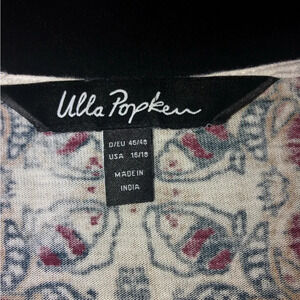 Ulla Popken
D/EU 46/48
USA 16/18
MADE IN
INDIA